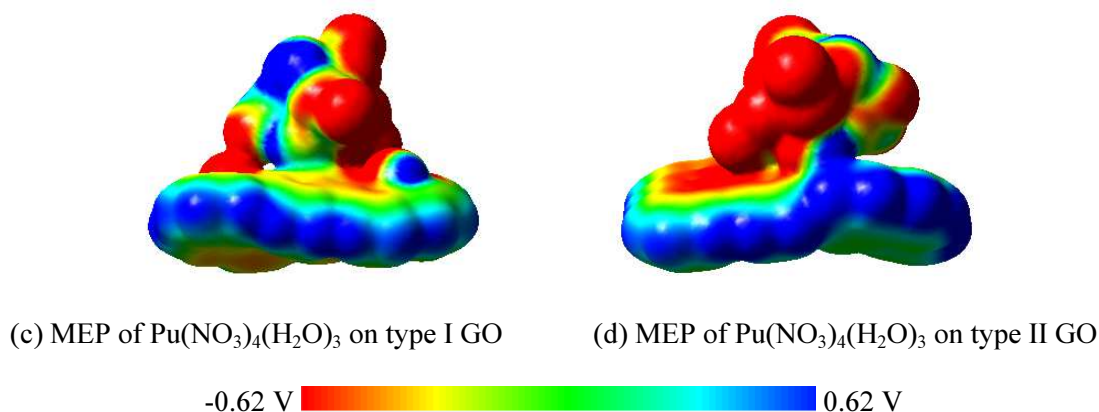 (c) MEP of Pu(NO₃)₄(H₂O)₃ on type I GO
(d) MEP of Pu(NO₃)₄(H₂O)₃ on type II GO
-0.62 V 0.62 V